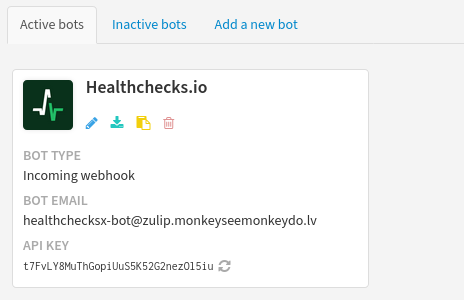 Active bots
Inactive bots
Add a new bot
Healthchecks.io
BOT TYPE
Incoming webhook
BOT EMAIL
healthchecksx-bot@zulip.monkeyseemonkeydo.lv
API KEY
t7FvLY8MuThGopiUuS5K52G2nezOl5iu